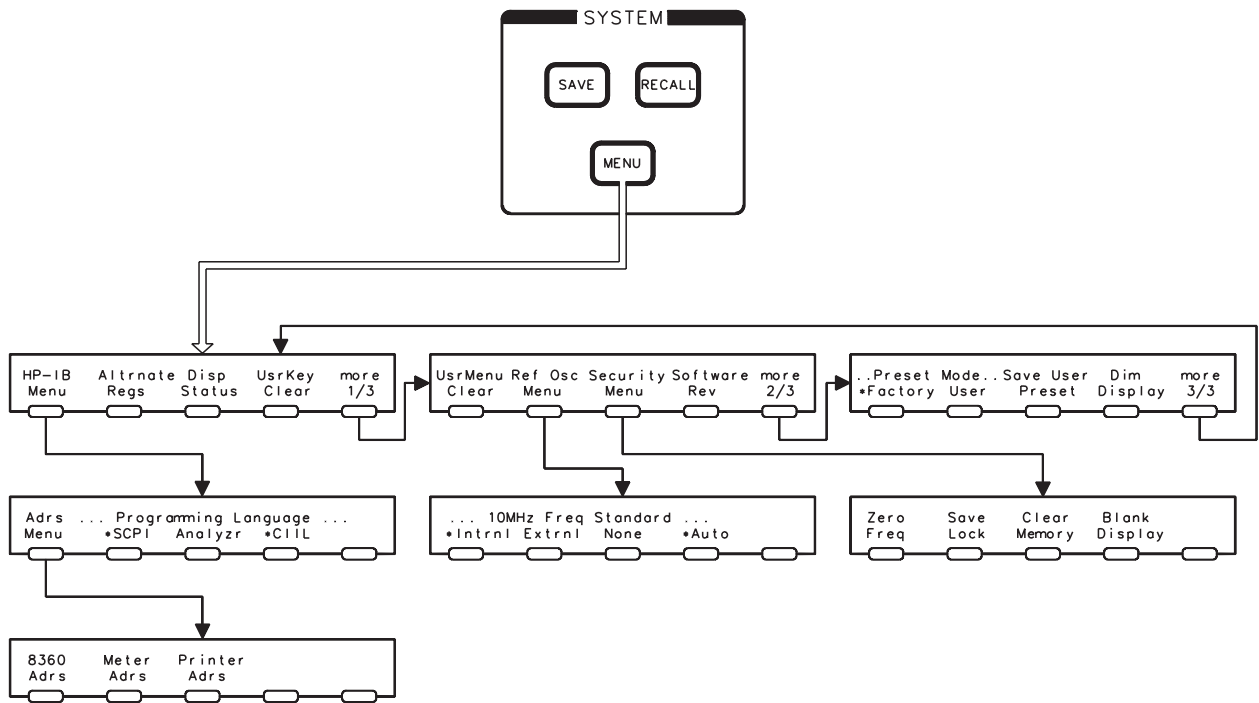 SYSTEM
SAVE
RECALL
MENU
HP-IB Altrnate Disp UsrKey more
Menu Regs Status Clear 1/3
UsrMenu Ref Osc Security Software more
Clear Menu Menu Rev 2/3
..Preset Mode.. Save User Dim more
*Factory User Preset Display 3/3
Adrs ... Programming Language ...
Menu *SCPI Analyzr *CIIL
... 10MHz Freq Standard ...
*Intrnl Extrnl None *Auto
Zero Save Clear Blank
Freq Lock Memory Display
8360 Meter Printer
Adrs Adrs Adrs